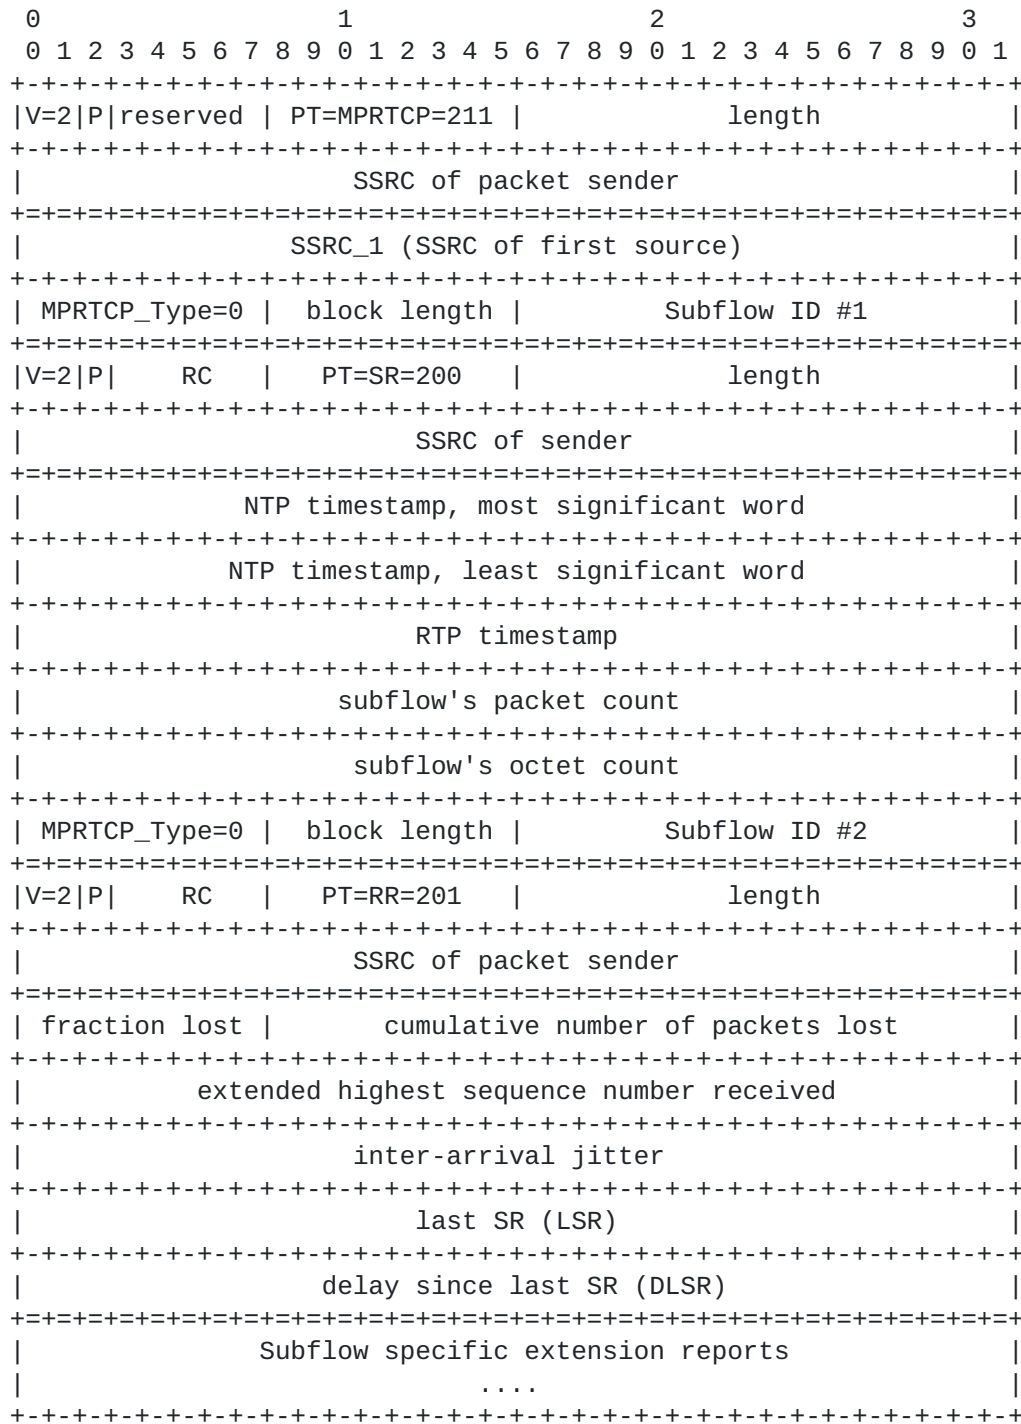 0                   1                   2                   3
 0 1 2 3 4 5 6 7 8 9 0 1 2 3 4 5 6 7 8 9 0 1 2 3 4 5 6 7 8 9 0 1
+-+-+-+-+-+-+-+-+-+-+-+-+-+-+-+-+-+-+-+-+-+-+-+-+-+-+-+-+-+-+-+-+
|V=2|P|reserved | PT=MPRTCP=211 |             length            |
+-+-+-+-+-+-+-+-+-+-+-+-+-+-+-+-+-+-+-+-+-+-+-+-+-+-+-+-+-+-+-+-+
|                     SSRC of packet sender                     |
+=+=+=+=+=+=+=+=+=+=+=+=+=+=+=+=+=+=+=+=+=+=+=+=+=+=+=+=+=+=+=+=+
|                 SSRC_1 (SSRC of first source)                 |
+-+-+-+-+-+-+-+-+-+-+-+-+-+-+-+-+-+-+-+-+-+-+-+-+-+-+-+-+-+-+-+-+
| MPRTCP_Type=0 |  block length |         Subflow ID #1         |
+=+=+=+=+=+=+=+=+=+=+=+=+=+=+=+=+=+=+=+=+=+=+=+=+=+=+=+=+=+=+=+=+
|V=2|P|    RC   |   PT=SR=200   |             length            |
+-+-+-+-+-+-+-+-+-+-+-+-+-+-+-+-+-+-+-+-+-+-+-+-+-+-+-+-+-+-+-+-+
|                         SSRC of sender                        |
+=+=+=+=+=+=+=+=+=+=+=+=+=+=+=+=+=+=+=+=+=+=+=+=+=+=+=+=+=+=+=+=+
|              NTP timestamp, most significant word             |
+-+-+-+-+-+-+-+-+-+-+-+-+-+-+-+-+-+-+-+-+-+-+-+-+-+-+-+-+-+-+-+-+
|             NTP timestamp, least significant word             |
+-+-+-+-+-+-+-+-+-+-+-+-+-+-+-+-+-+-+-+-+-+-+-+-+-+-+-+-+-+-+-+-+
|                         RTP timestamp                         |
+-+-+-+-+-+-+-+-+-+-+-+-+-+-+-+-+-+-+-+-+-+-+-+-+-+-+-+-+-+-+-+-+
|                    subflow's packet count                     |
+-+-+-+-+-+-+-+-+-+-+-+-+-+-+-+-+-+-+-+-+-+-+-+-+-+-+-+-+-+-+-+-+
|                     subflow's octet count                     |
+-+-+-+-+-+-+-+-+-+-+-+-+-+-+-+-+-+-+-+-+-+-+-+-+-+-+-+-+-+-+-+-+
| MPRTCP_Type=0 |  block length |         Subflow ID #2         |
+=+=+=+=+=+=+=+=+=+=+=+=+=+=+=+=+=+=+=+=+=+=+=+=+=+=+=+=+=+=+=+=+
|V=2|P|    RC   |   PT=RR=201   |             length            |
+-+-+-+-+-+-+-+-+-+-+-+-+-+-+-+-+-+-+-+-+-+-+-+-+-+-+-+-+-+-+-+-+
|                     SSRC of packet sender                     |
+=+=+=+=+=+=+=+=+=+=+=+=+=+=+=+=+=+=+=+=+=+=+=+=+=+=+=+=+=+=+=+=+
| fraction lost |       cumulative number of packets lost       |
+-+-+-+-+-+-+-+-+-+-+-+-+-+-+-+-+-+-+-+-+-+-+-+-+-+-+-+-+-+-+-+-+
|           extended highest sequence number received           |
+-+-+-+-+-+-+-+-+-+-+-+-+-+-+-+-+-+-+-+-+-+-+-+-+-+-+-+-+-+-+-+-+
|                     inter-arrival jitter                      |
+-+-+-+-+-+-+-+-+-+-+-+-+-+-+-+-+-+-+-+-+-+-+-+-+-+-+-+-+-+-+-+-+
|                         last SR (LSR)                         |
+-+-+-+-+-+-+-+-+-+-+-+-+-+-+-+-+-+-+-+-+-+-+-+-+-+-+-+-+-+-+-+-+
|                   delay since last SR (DLSR)                  |
+=+=+=+=+=+=+=+=+=+=+=+=+=+=+=+=+=+=+=+=+=+=+=+=+=+=+=+=+=+=+=+=+
|               Subflow specific extension reports              |
|                             ....                              |
+-+-+-+-+-+-+-+-+-+-+-+-+-+-+-+-+-+-+-+-+-+-+-+-+-+-+-+-+-+-+-+-+